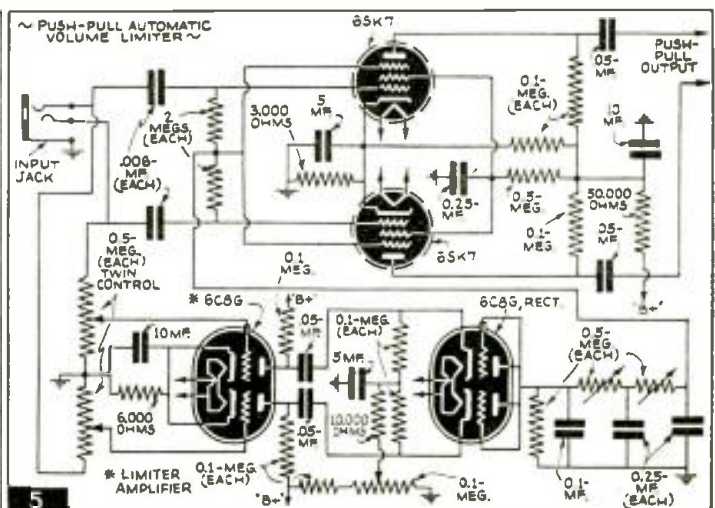 ~ PUSH-PULL AUTOMATIC
VOLUME LIMITER ~
6SK7
.05-
MF.
PUSH-
PULL
OUTPUT
INPUT
JACK
.008-
MF.
(EACH)
2
MEGS.
(EACH)
3,000
OHMS
5
MF.
0.1-
MEG.
(EACH)
10
MF.
0.25-
MF.
0.5-
MEG.
0.1-
MEG.
50,000
OHMS
.05-
MF.
"B+"
6SK7
0.5-
MEG.
(EACH)
TWIN
CONTROL
10 MF.
6,000
OHMS
* 6C8G
0.1
MEG.
"B+"
.05-
MF.
.05-
MF.
0.1-MEG.
(EACH)
5 MF.
10,000
OHMS
6C8G, RECT.
0.5-
MEG.
(EACH)
* LIMITER
AMPLIFIER
0.1-MEG.
(EACH)
"B+"
0.1-
MEG.
0.1-
MF.
0.25-
MF.
(EACH)
5